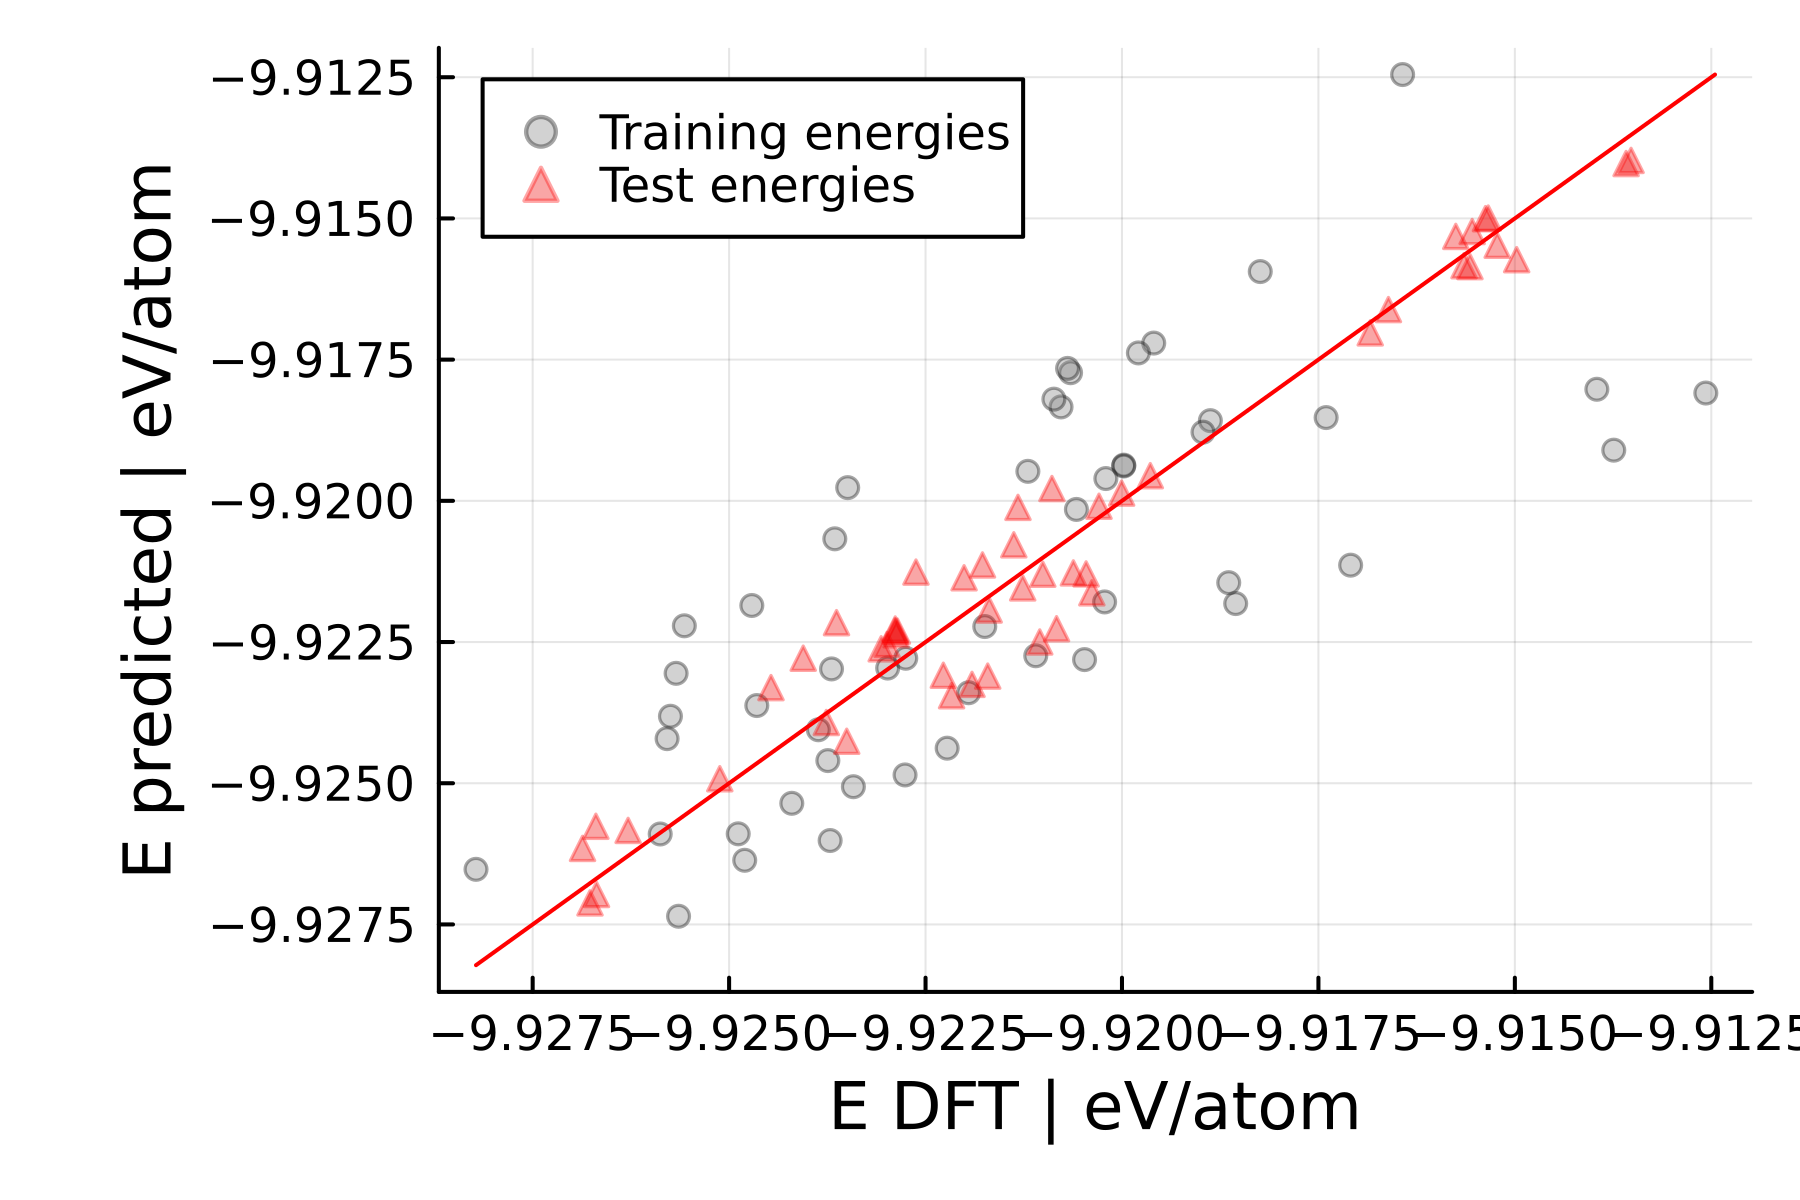 −9.9125
−9.9150
−9.9175
−9.9200
−9.9225
−9.9250
−9.9275
E predicted | eV/atom
Training energies
Test energies
−9.9275 −9.9250 −9.9225 −9.9200 −9.9175 −9.9150 −9.9125
E DFT | eV/atom